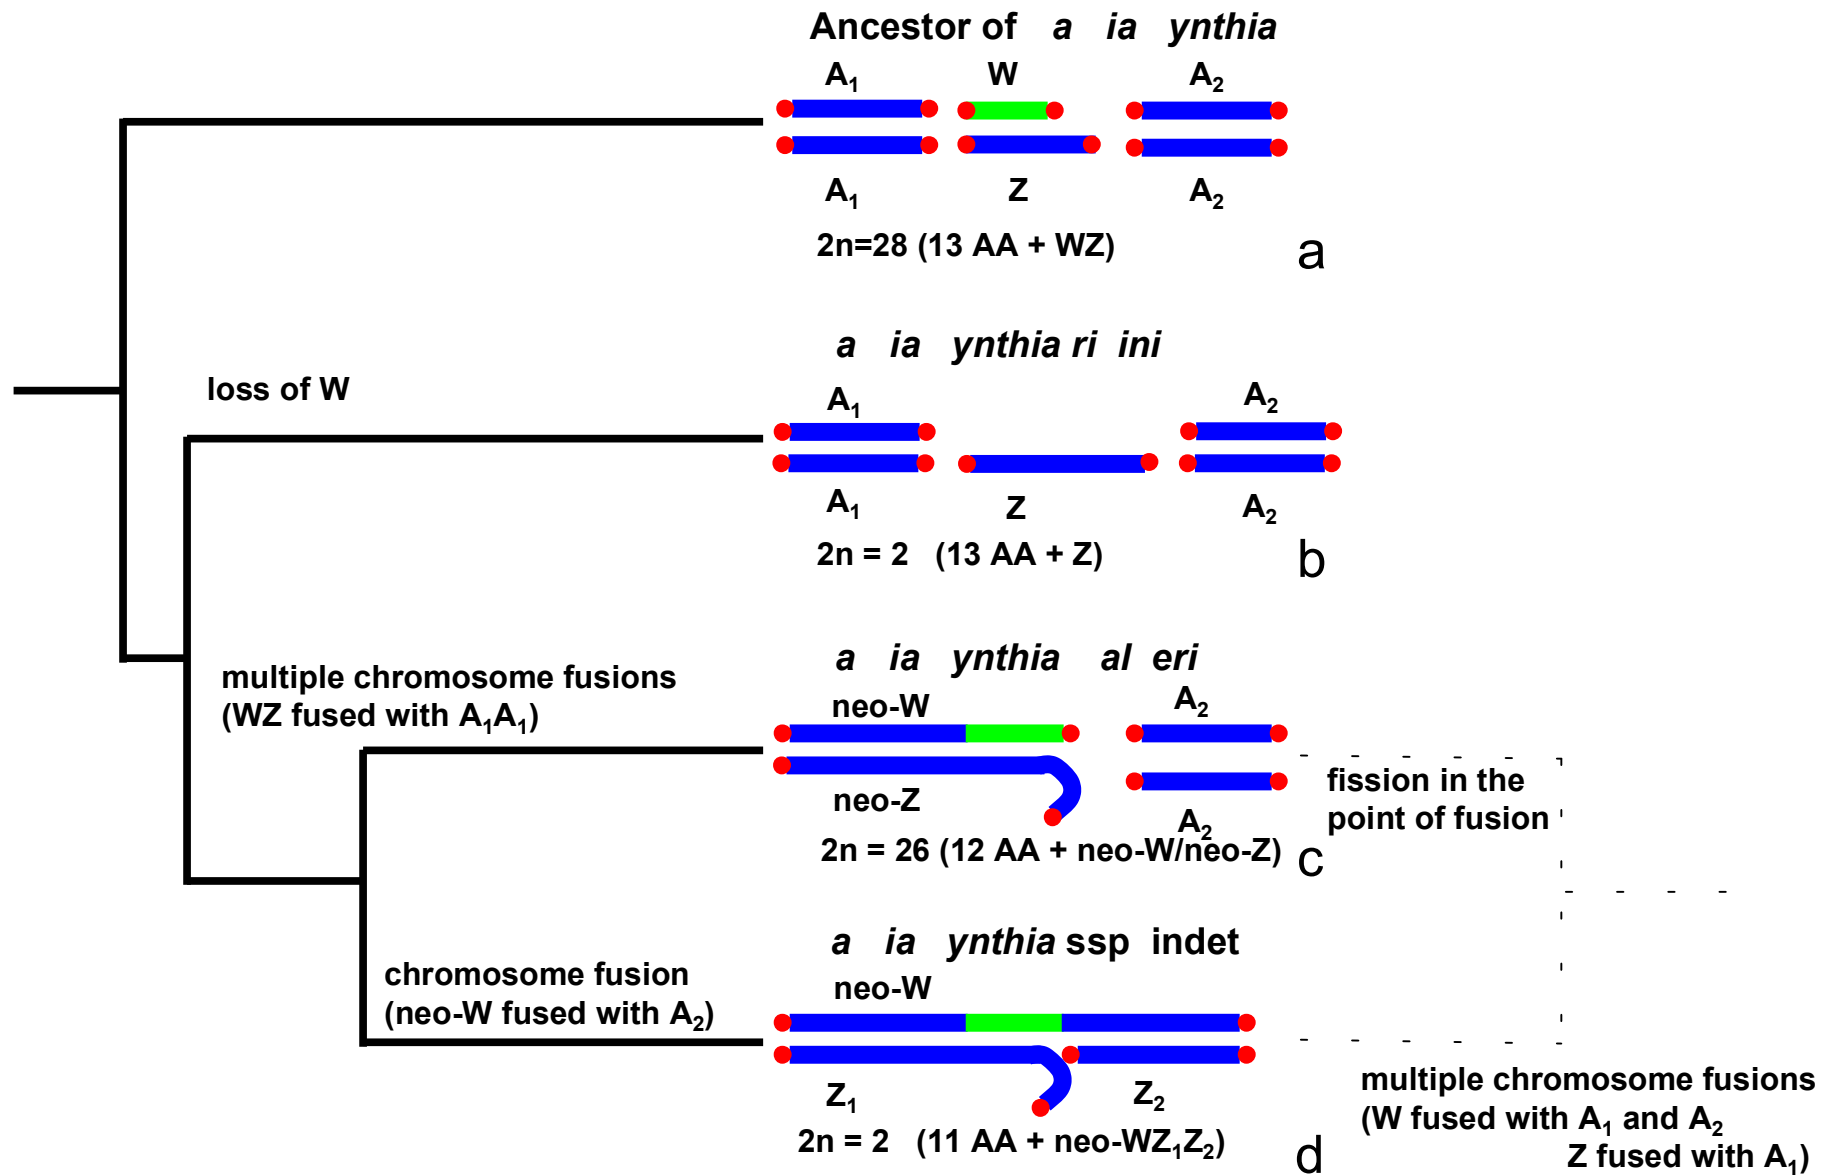 Ancestor of a ia ynthia
A1 W A2
A1 Z A2
2n=28 (13 AA + WZ)
a
a ia ynthia ri ini
loss of W
A1 A2
A1 Z A2
2n = 2 (13 AA + Z)
b
a ia ynthia al eri
multiple chromosome fusions
(WZ fused with A1A1)
neo-W A2
neo-Z A2
fission in the
point of fusion
2n = 26 (12 AA + neo-W/neo-Z)
c
a ia ynthia ssp indet
chromosome fusion
(neo-W fused with A2)
neo-W
Z1 Z2
2n = 2 (11 AA + neo-WZ1Z2)
d
multiple chromosome fusions
(W fused with A1 and A2
Z fused with A1)